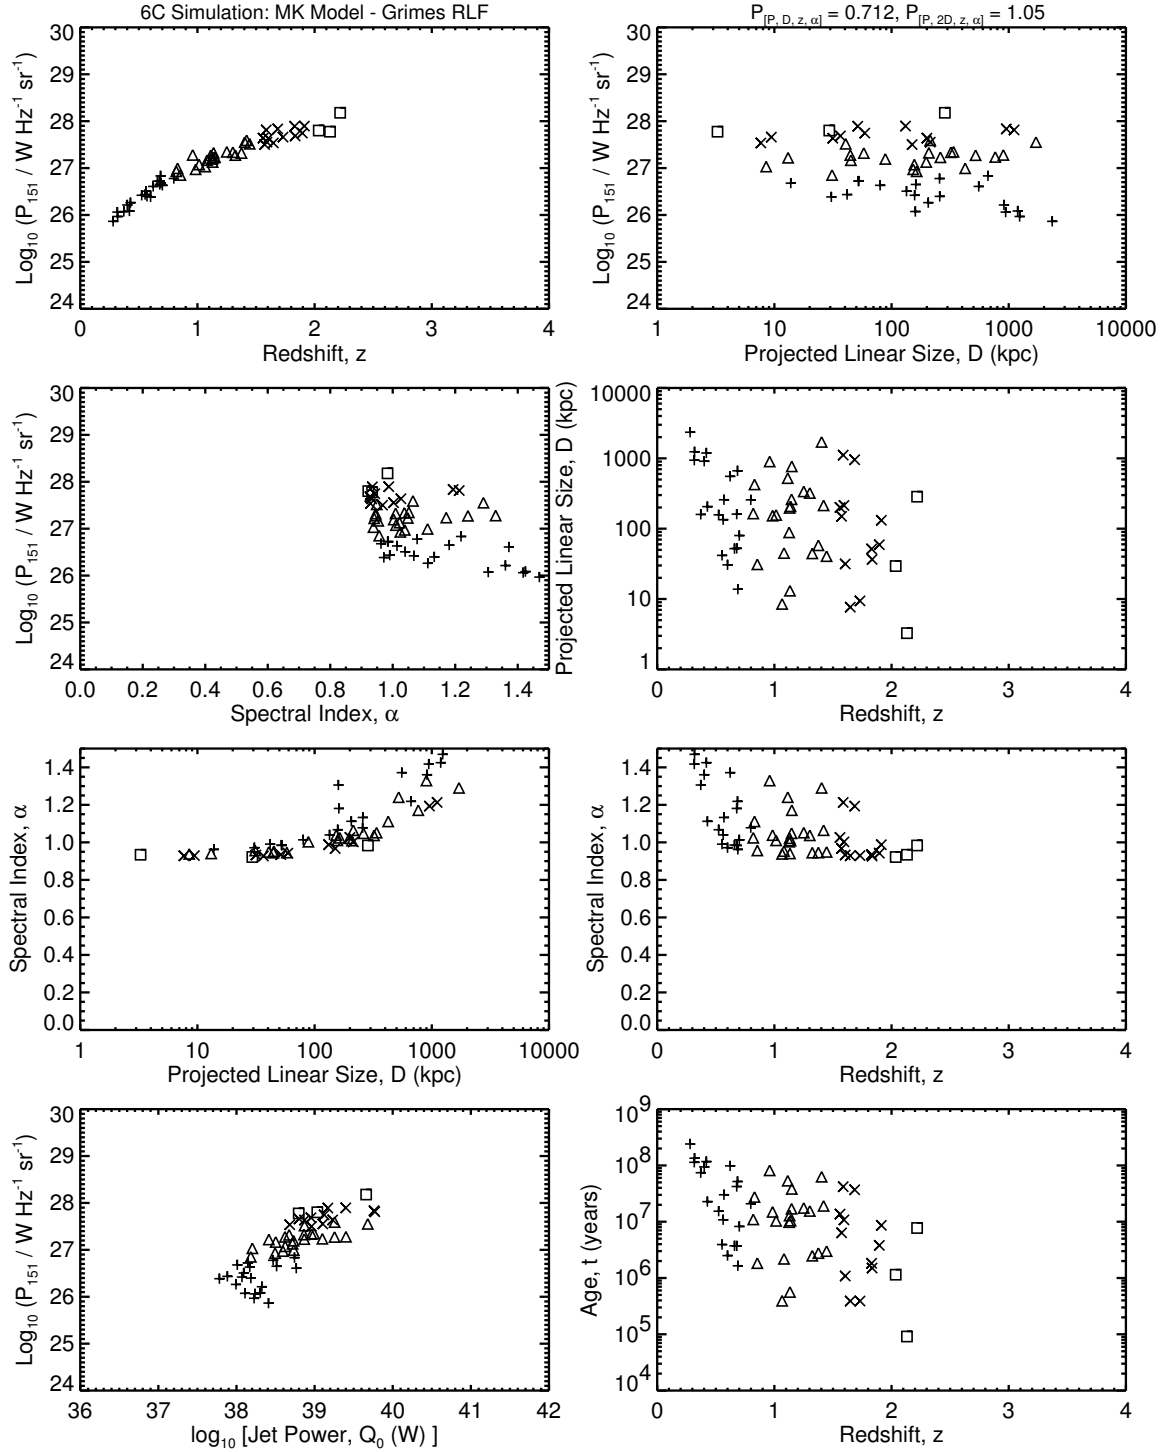 6C Simulation: MK Model - Grimes RLF
P[P, D, z, α] = 0.712, P[P, 2D, z, α] = 1.05
Log10 (P151 / W Hz-1 sr-1)
30
29
28
27
26
25
24
0 1 2 3 4
Redshift, z
Log10 (P151 / W Hz-1 sr-1)
30
29
28
27
26
25
24
1 10 100 1000 10000
Projected Linear Size, D (kpc)
Log10 (P151 / W Hz-1 sr-1)
30
29
28
27
26
25
24
0.0 0.2 0.4 0.6 0.8 1.0 1.2 1.4
Spectral Index, α
Projected Linear Size, D (kpc)
10000
1000
100
10
1
0 1 2 3 4
Redshift, z
Spectral Index, α
1.4
1.2
1.0
0.8
0.6
0.4
0.2
0.0
1 10 100 1000 10000
Projected Linear Size, D (kpc)
Spectral Index, α
1.4
1.2
1.0
0.8
0.6
0.4
0.2
0.0
0 1 2 3 4
Redshift, z
Log10 (P151 / W Hz-1 sr-1)
30
29
28
27
26
25
24
36 37 38 39 40 41 42
log10 [Jet Power, Q0 (W) ]
Age, t (years)
10^9
10^8
10^7
10^6
10^5
10^4
0 1 2 3 4
Redshift, z